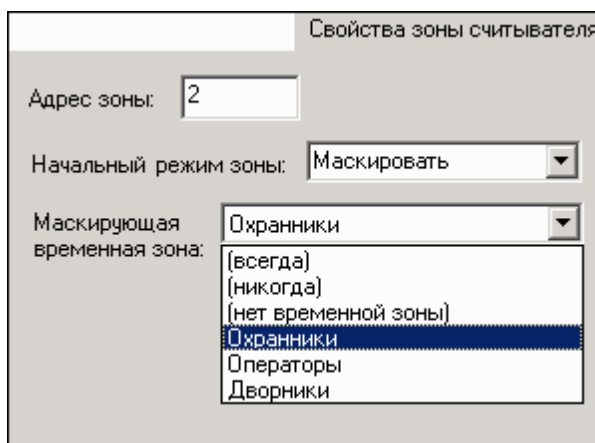 Свойства зоны считывателя
Адрес зоны: 2
Начальный режим зоны: Маскировать
Маскирующая
временная зона: Охранники
(всегда)
(никогда)
(нет временной зоны)
Охранники
Операторы
Дворники